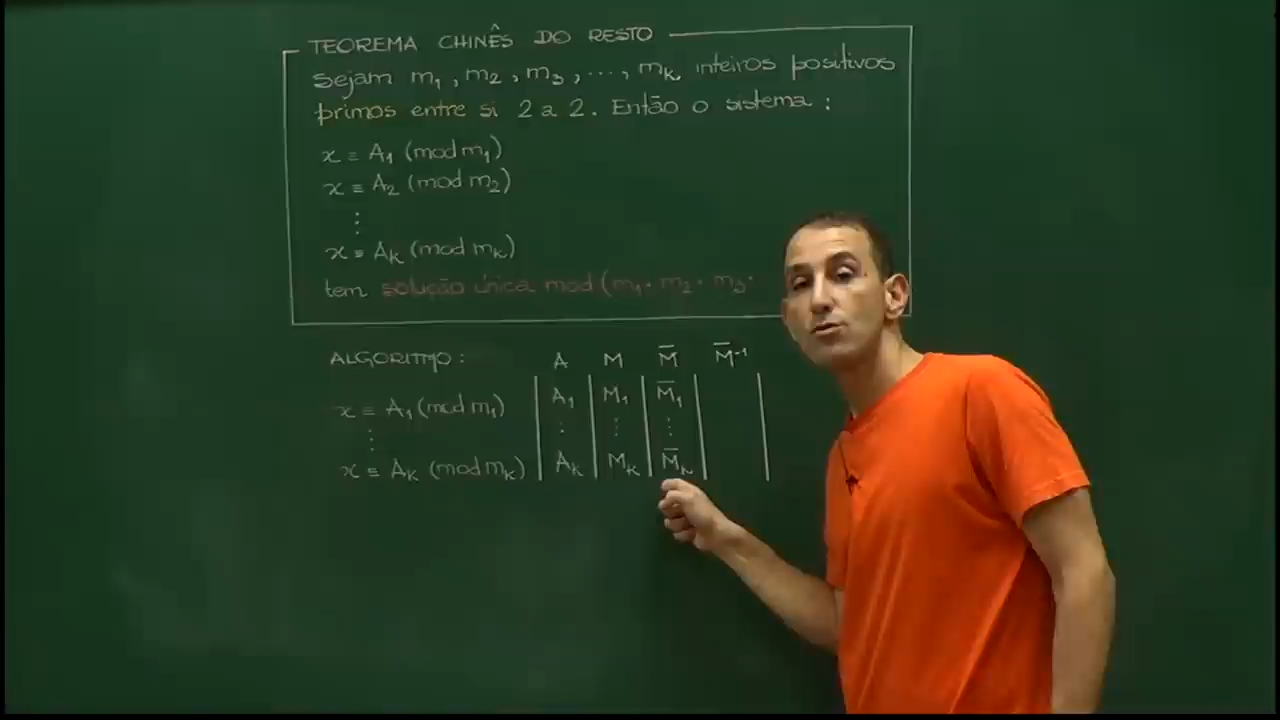 TEOREMA CHINÊS DO RESTO
Sejam m₁, m₂, m₃, ..., mₖ inteiros positivos
primos entre si 2 a 2. Então o sistema:
x ≡ A₁ (mod m₁)
x ≡ A₂ (mod m₂)
⋮
x ≡ Aₖ (mod mₖ)
tem solução única mod (m₁ · m₂ · m₃ ·
ALGORITMO: A M M̅ M̅⁻¹
x ≡ A₁ (mod m₁) A₁ M₁ M̅₁
⋮ ⋮ ⋮ ⋮
x ≡ Aₖ (mod mₖ) Aₖ Mₖ M̅ₖ